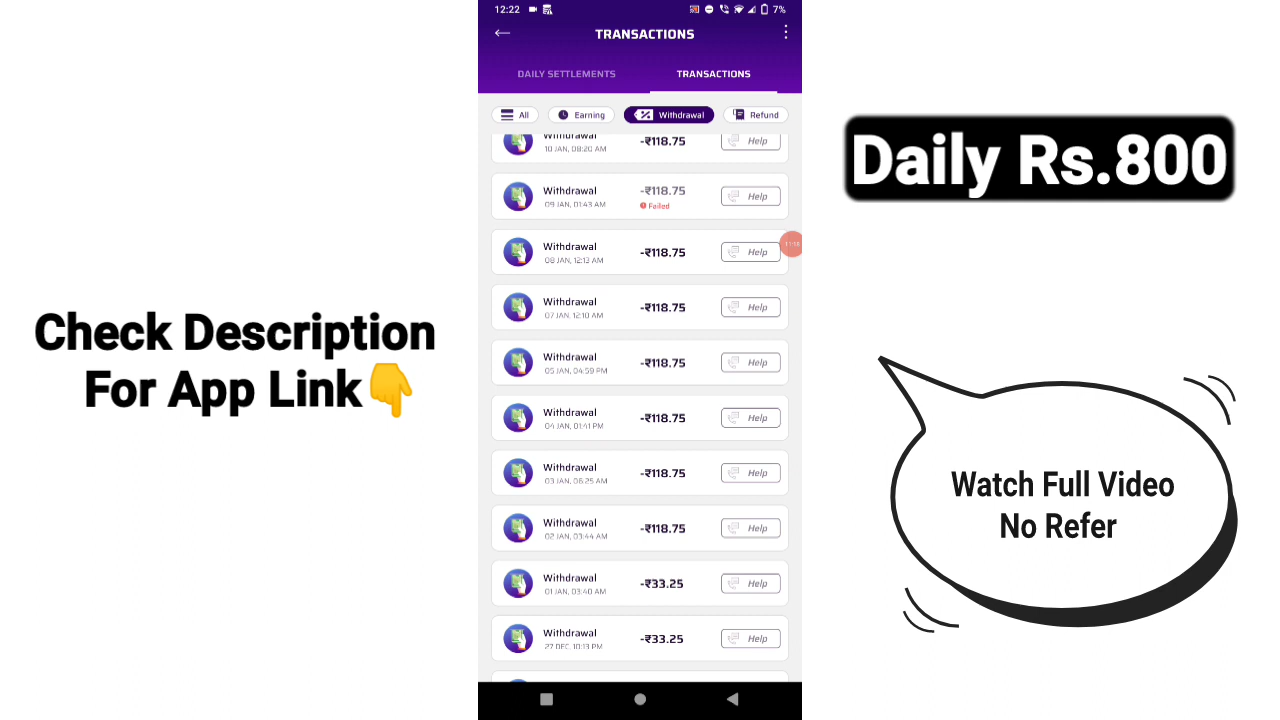 12:22
7%
TRANSACTIONS
DAILY SETTLEMENTS
TRANSACTIONS
All
Earning
Withdrawal
Refund
Withdrawal
10 JAN, 08:20 AM
-₹118.75
Help
Withdrawal
09 JAN, 01:43 AM
-₹118.75
Failed
Help
11:18
Withdrawal
08 JAN, 12:13 AM
-₹118.75
Help
Withdrawal
07 JAN, 12:10 AM
-₹118.75
Help
Withdrawal
05 JAN, 04:59 PM
-₹118.75
Help
Withdrawal
04 JAN, 01:41 PM
-₹118.75
Help
Withdrawal
03 JAN, 06:25 AM
-₹118.75
Help
Withdrawal
02 JAN, 03:44 AM
-₹118.75
Help
Withdrawal
01 JAN, 03:40 AM
-₹33.25
Help
Withdrawal
27 DEC, 10:13 PM
-₹33.25
Help
Check Description
For App Link👇
Daily Rs.800
Watch Full Video
No Refer